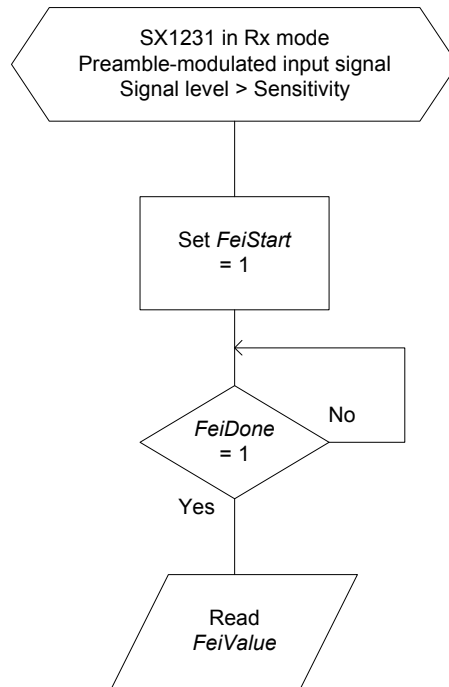 SX1231 in Rx mode
Preamble-modulated input signal
Signal level > Sensitivity
Set FeiStart
= 1
No
FeiDone
= 1
Yes
Read
FeiValue